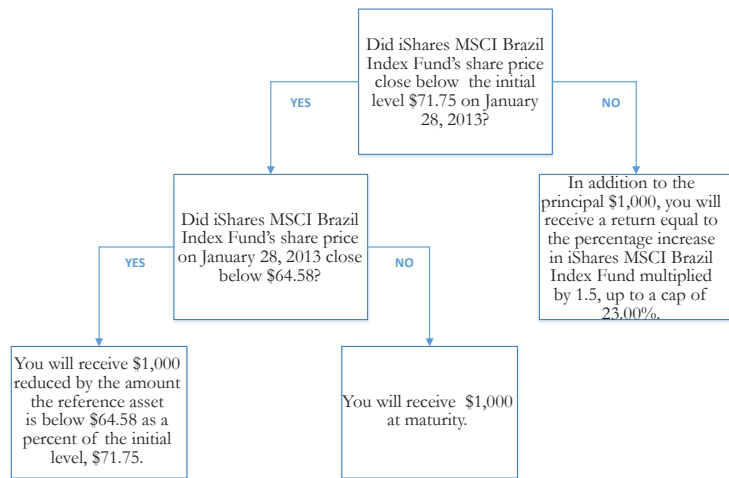 Did iShares MSCI Brazil
Index Fund's share price
close below the initial
level $71.75 on January
28, 2013?
YES
NO
Did iShares MSCI Brazil
Index Fund's share price
on January 28, 2013 close
below $64.58?
In addition to the
principal $1,000, you will
receive a return equal to
the percentage increase
in iShares MSCI Brazil
Index Fund multiplied
by 1.5, up to a cap of
23.00%.
YES
NO
You will receive $1,000
reduced by the amount
the reference asset
is below $64.58 as a
percent of the initial
level, $71.75.
You will receive $1,000
at maturity.